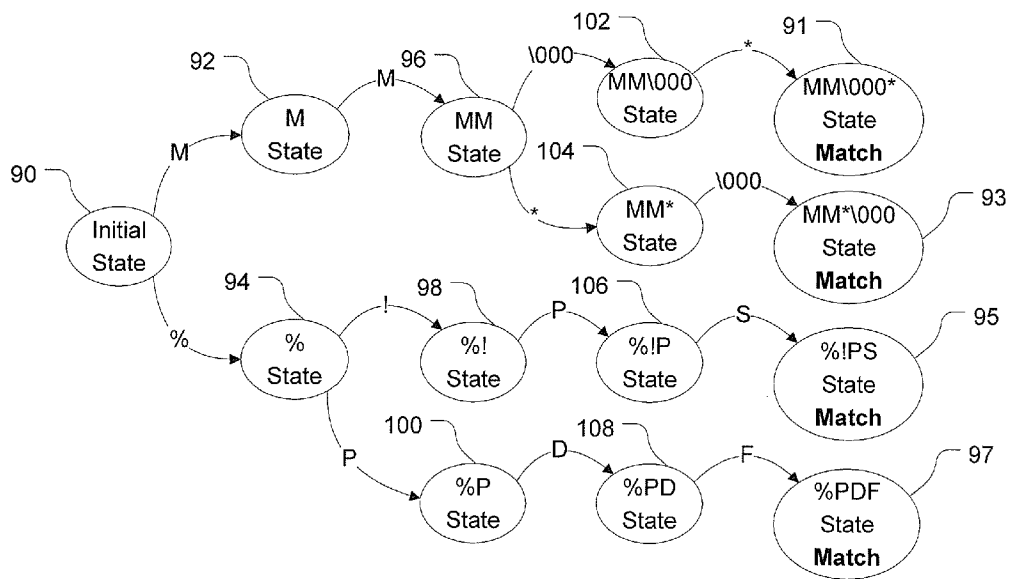 102
91
92
96
\000
*
M
MM\000
State
MM\000*
State
Match
M
State
MM
State
M
90
104
\000
93
*
MM*
State
MM*\000
State
Match
Initial
State
94
98
106
95
!
P
S
%
%
State
%!
State
%!P
State
%!PS
State
Match
100
108
97
P
D
F
%P
State
%PD
State
%PDF
State
Match